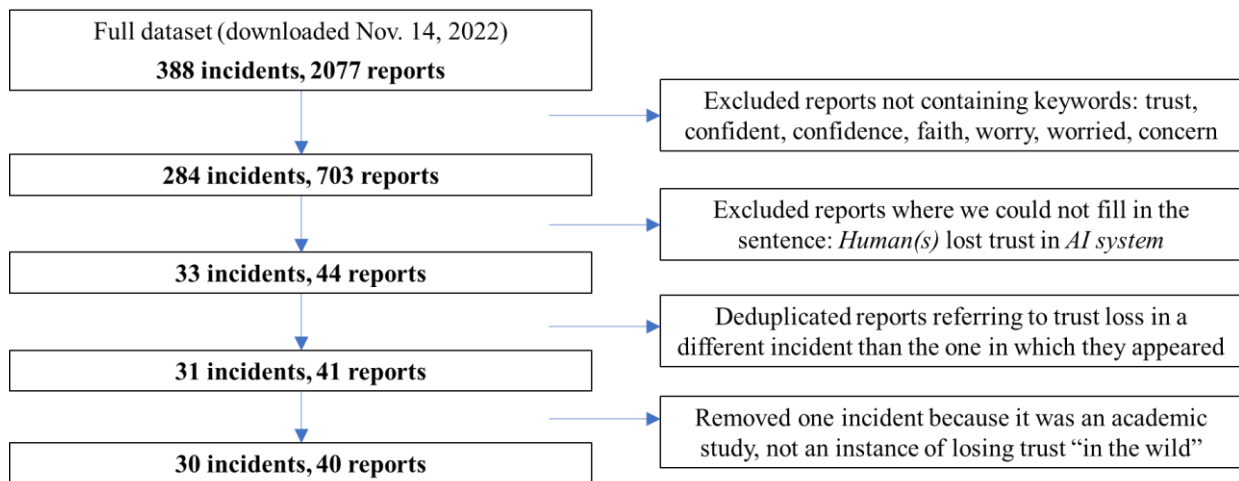 Full dataset (downloaded Nov. 14, 2022)
388 incidents, 2077 reports
Excluded reports not containing keywords: trust,
confident, confidence, faith, worry, worried, concern
284 incidents, 703 reports
Excluded reports where we could not fill in the
sentence: Human(s) lost trust in AI system
33 incidents, 44 reports
Deduplicated reports referring to trust loss in a
different incident than the one in which they appeared
31 incidents, 41 reports
Removed one incident because it was an academic
study, not an instance of losing trust “in the wild”
30 incidents, 40 reports